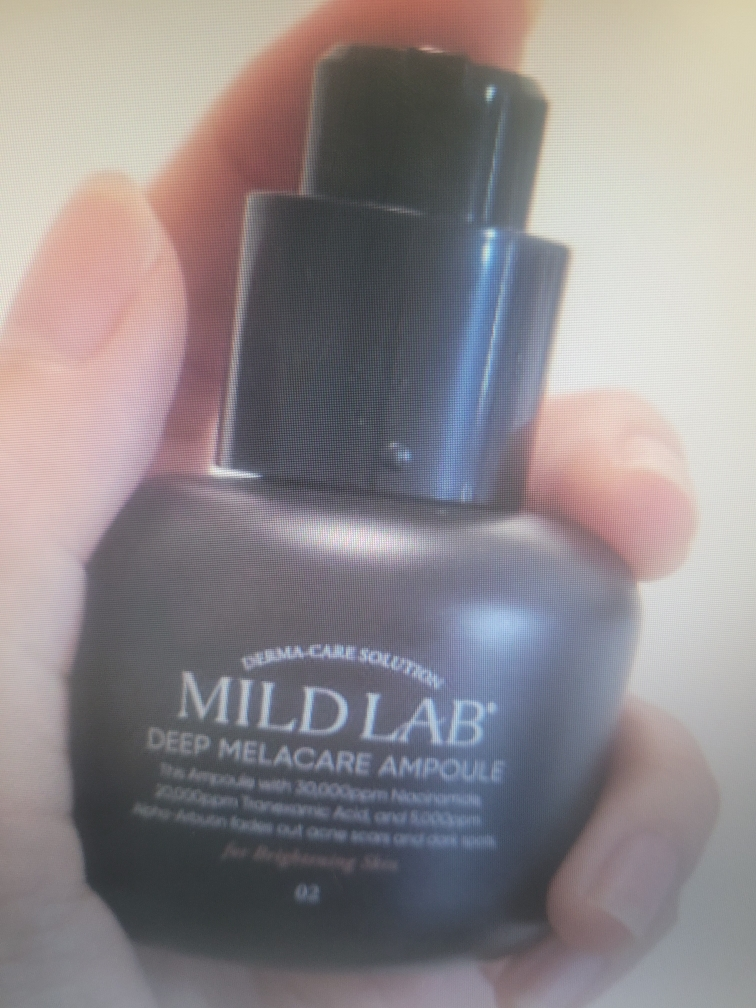 DERMA-CARE SOLUTION
MILD LAB®
DEEP MELACARE AMPOULE
This Ampoule with 30,000ppm Niacinamide
20,000ppm Tranexamic Acid, and 5,000ppm
Alpha-Arbutin fades out acne scars and dark spots
for Brightening Skin
02